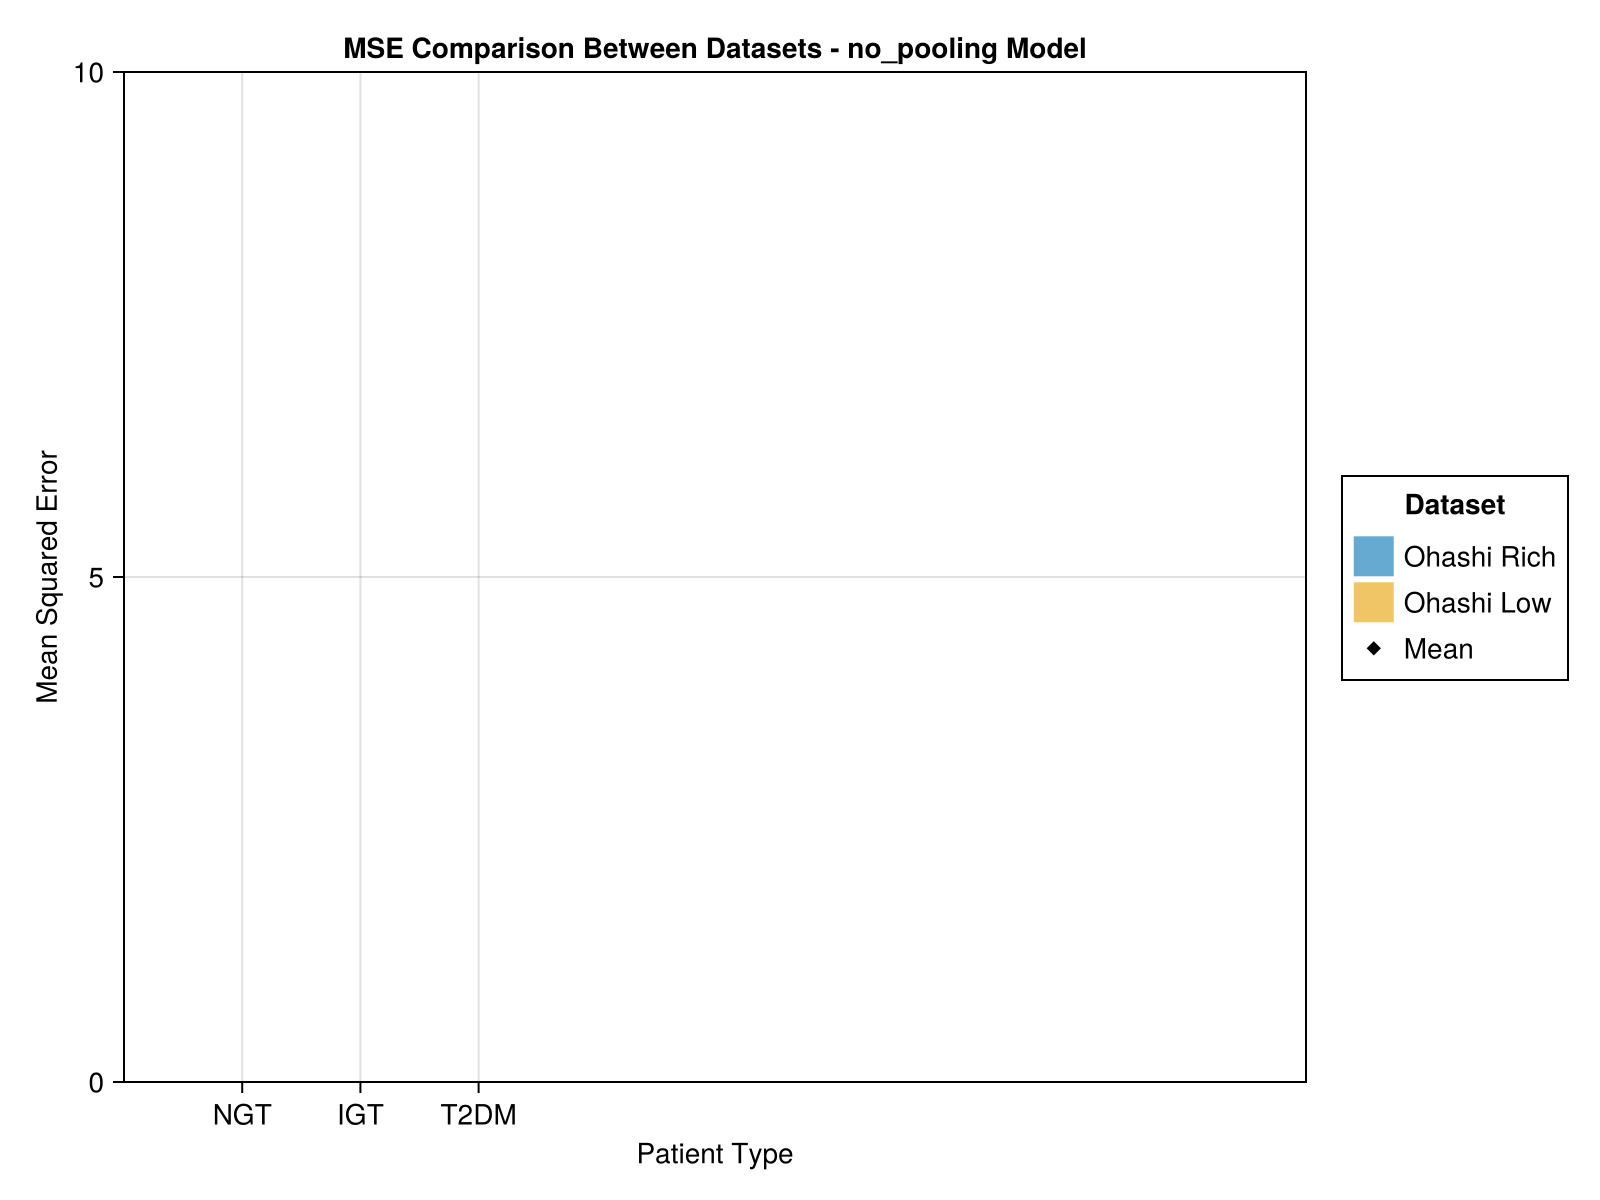 MSE Comparison Between Datasets - no_pooling Model
10
5
0
Mean Squared Error
NGT
IGT
T2DM
Patient Type
Dataset
Ohashi Rich
Ohashi Low
Mean